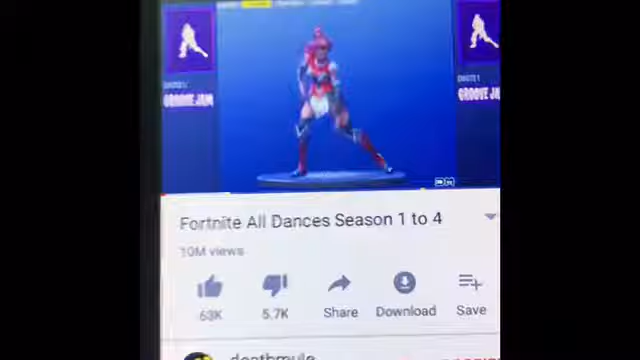 GROOVE JAM
GROOVE JA
Fortnite All Dances Season 1 to 4
10M views
63K
5.7K
Share
Download
Save
deathmule